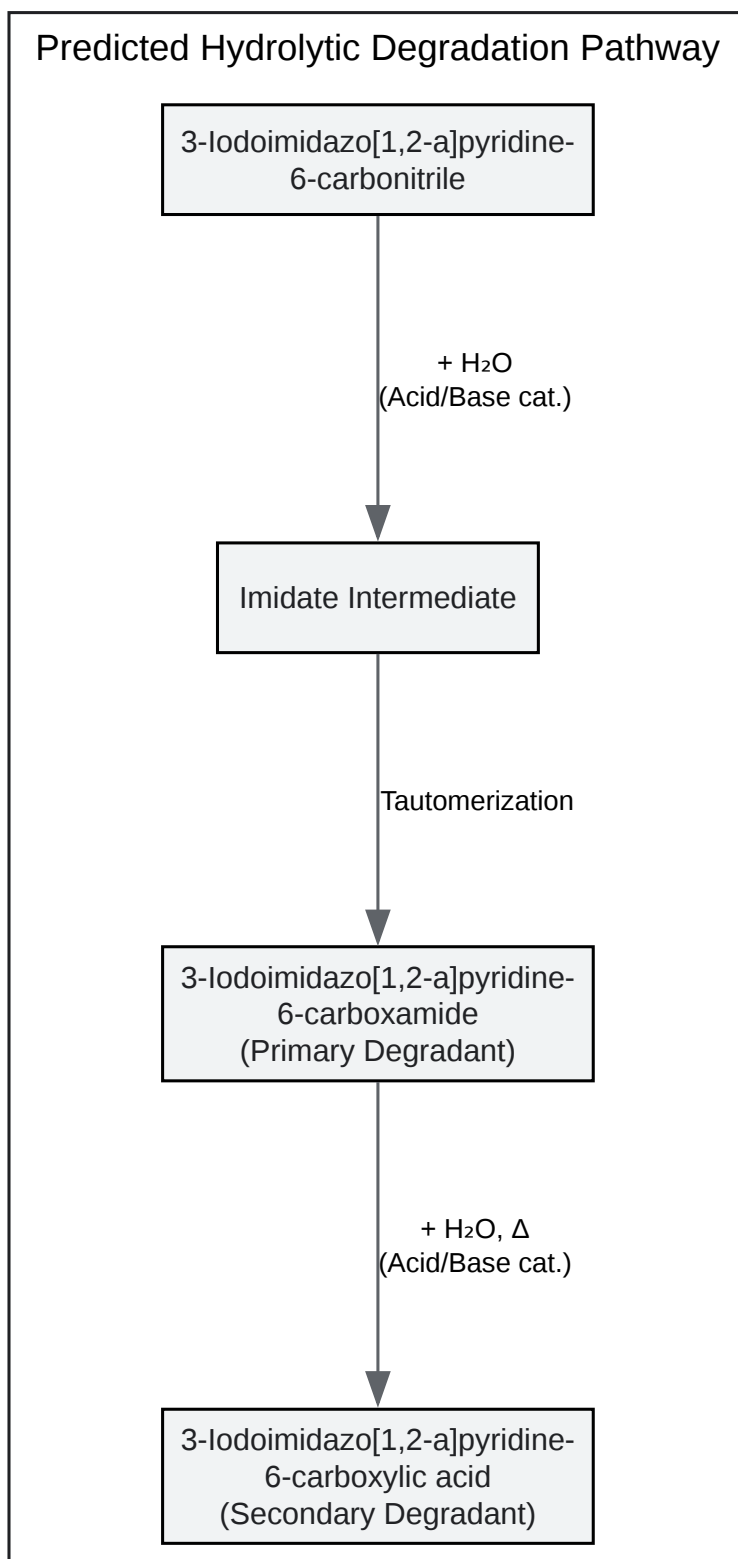 Predicted Hydrolytic Degradation Pathway
3-Iodoimidazo[1,2-a]pyridine-
6-carbonitrile
+ H₂O
(Acid/Base cat.)
Imidate Intermediate
Tautomerization
3-Iodoimidazo[1,2-a]pyridine-
6-carboxamide
(Primary Degradant)
+ H₂O, Δ
(Acid/Base cat.)
3-Iodoimidazo[1,2-a]pyridine-
6-carboxylic acid
(Secondary Degradant)